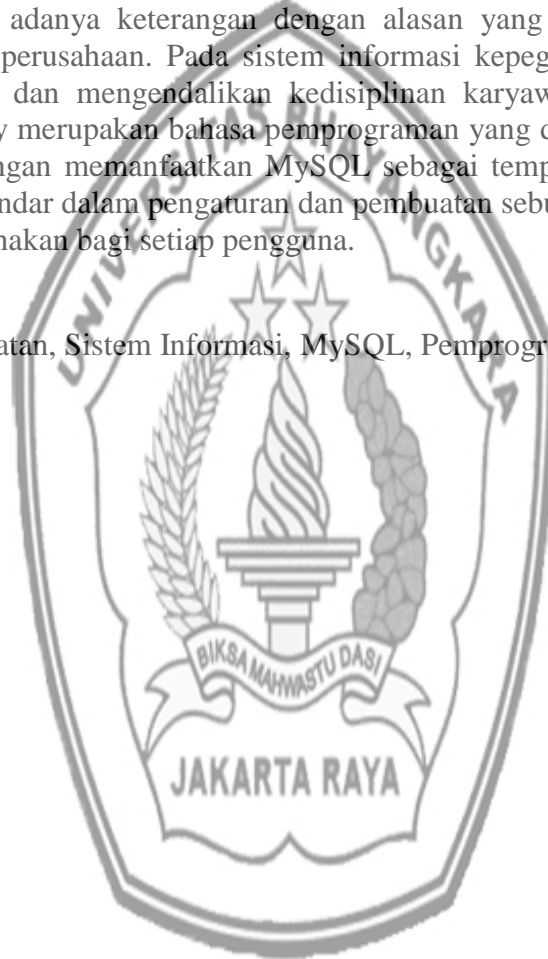 adanya keterangan dengan alasan yang
perusahaan. Pada sistem informasi kepeg
dan mengendalikan kedisiplinan karyaw
y merupakan bahasa pemprograman yang d
ngan memanfaatkan MySQL sebagai temp
ndar dalam pengaturan dan pembuatan sebu
nakan bagi setiap pengguna.
atan, Sistem Informasi, MySQL, Pemprogr
UNIVERSITAS BHAYANGKARA
BIKSA MAHWASTU DASI
JAKARTA RAYA